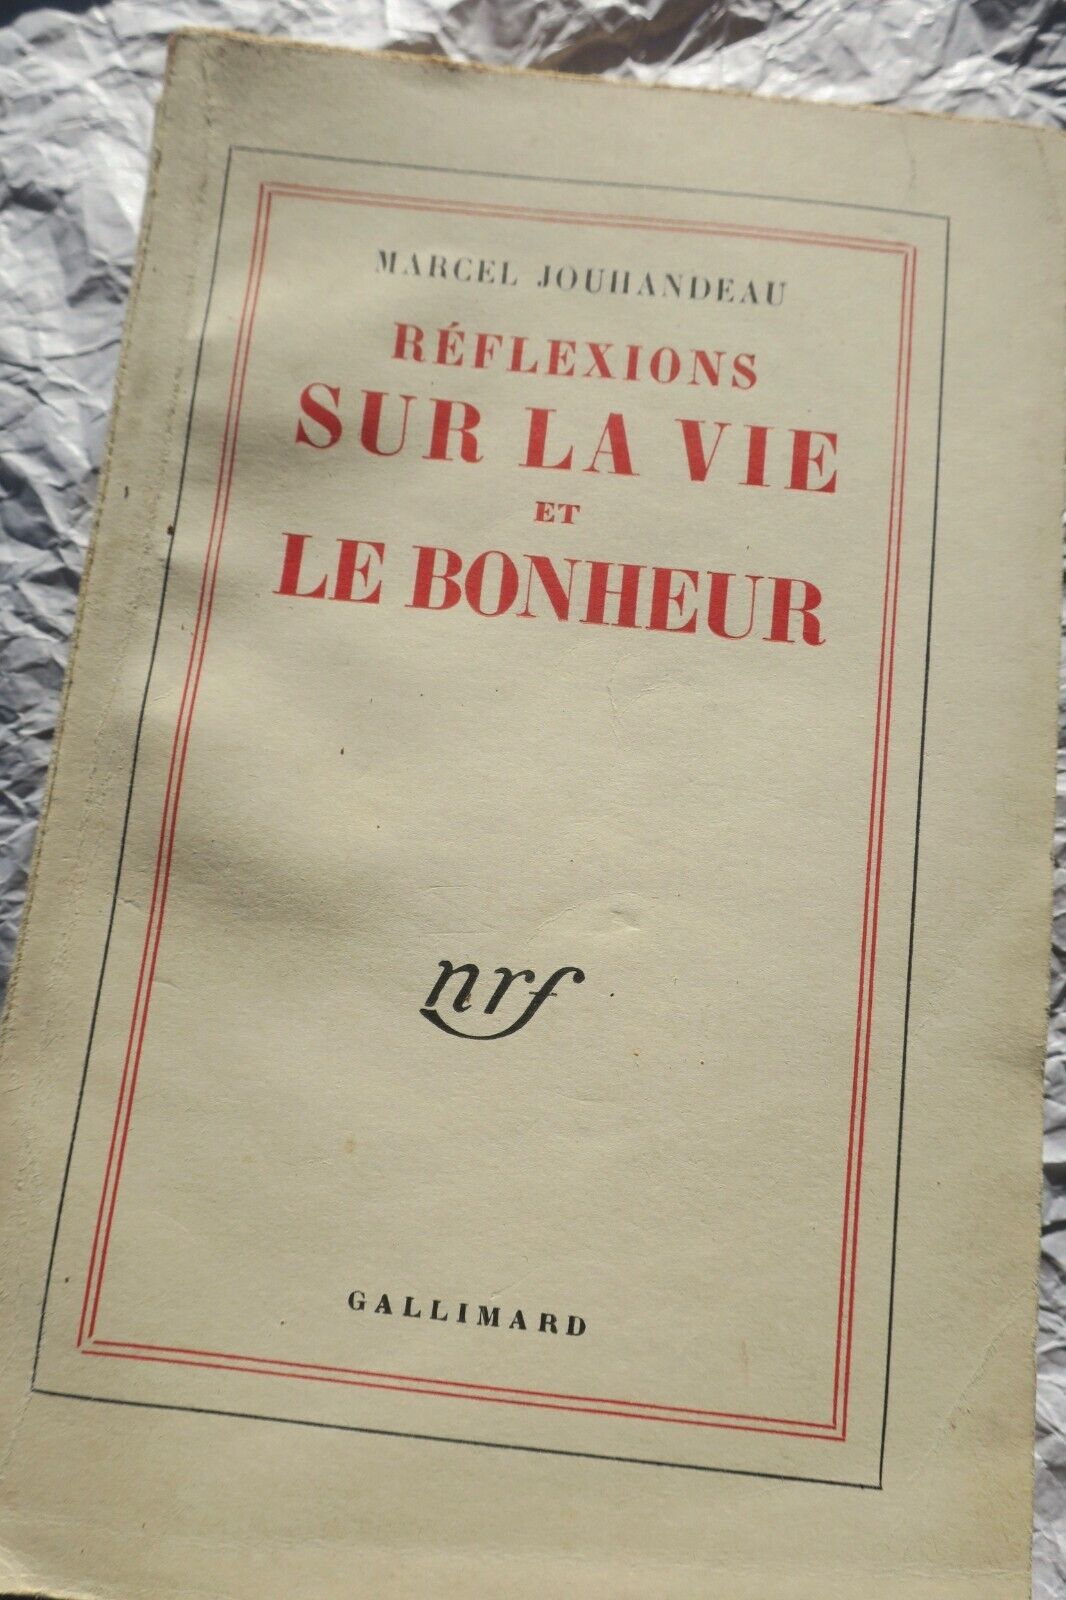 MARCEL JOUHANDEAU
RÉFLEXIONS
SUR LA VIE
ET
LE BONHEUR
nrf
GALLIMARD